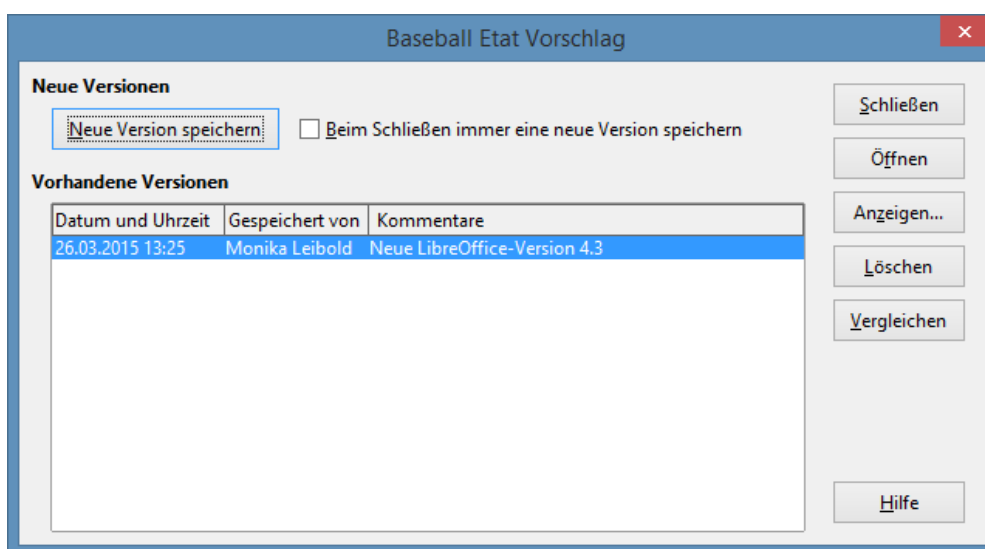 Baseball Etat Vorschlag
Neue Versionen
Neue Version speichern
Beim Schließen immer eine neue Version speichern
Vorhandene Versionen
Datum und Uhrzeit Gespeichert von Kommentare
26.03.2015 13:25 Monika Leibold Neue LibreOffice-Version 4.3
Schließen
Öffnen
Anzeigen...
Löschen
Vergleichen
Hilfe